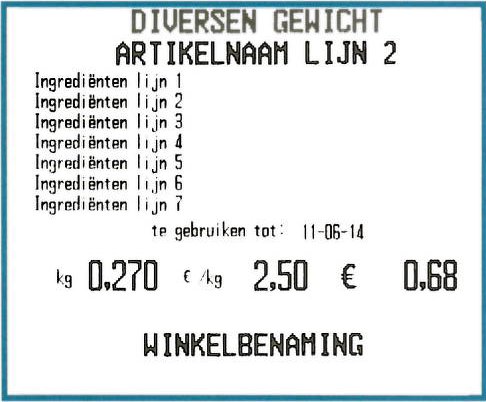 DIVERSEN GEWICHT
ARTIKELNAAM LIJN 2
Ingrediënten lijn 1
Ingrediënten lijn 2
Ingrediënten lijn 3
Ingrediënten lijn 4
Ingrediënten lijn 5
Ingrediënten lijn 6
Ingrediënten lijn 7
te gebruiken tot: 11-06-14
kg 0,270 € /kg 2,50 € 0,68
WINKELBENAMING